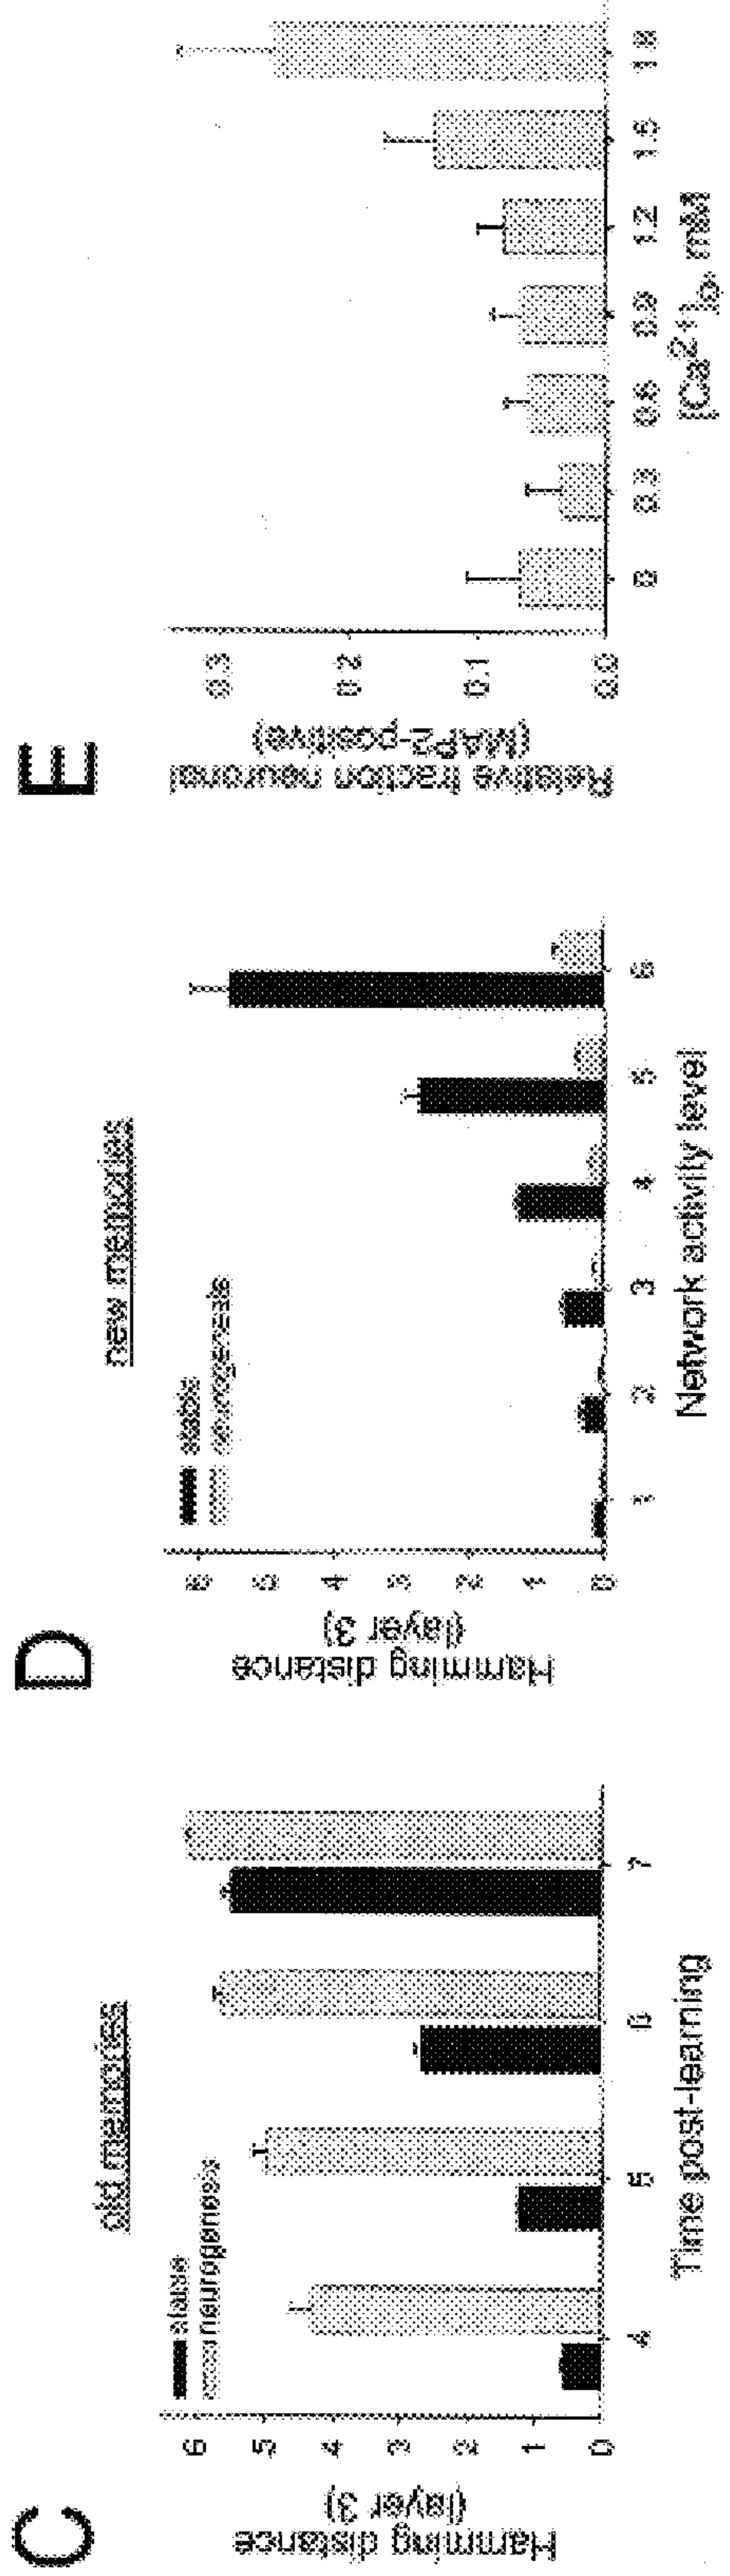 C
old memories
stable
neurogenesis
Hamming distance
(layer 3)
6
5
4
3
2
1
0
4
5
6
7
Time post-learning
D
new memories
stable
neurogenesis
Hamming distance
(layer 3)
6
5
4
3
2
1
0
1
2
3
4
5
6
Network activity level
E
Relative fraction neuronal
(MAP2-positive)
0.3
0.2
0.1
0.0
0
0.3
0.6
0.9
1.2
1.5
1.8
[Ca2+]o, mM